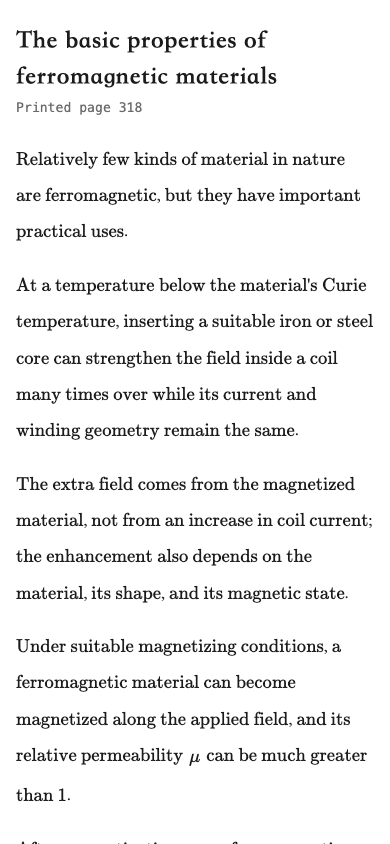 The basic properties of
ferromagnetic materials
Printed page 318
Relatively few kinds of material in nature
are ferromagnetic, but they have important
practical uses.
At a temperature below the material's Curie
temperature, inserting a suitable iron or steel
core can strengthen the field inside a coil
many times over while its current and
winding geometry remain the same.
The extra field comes from the magnetized
material, not from an increase in coil current;
the enhancement also depends on the
material, its shape, and its magnetic state.
Under suitable magnetizing conditions, a
ferromagnetic material can become
magnetized along the applied field, and its
relative permeability μ can be much greater
than 1.